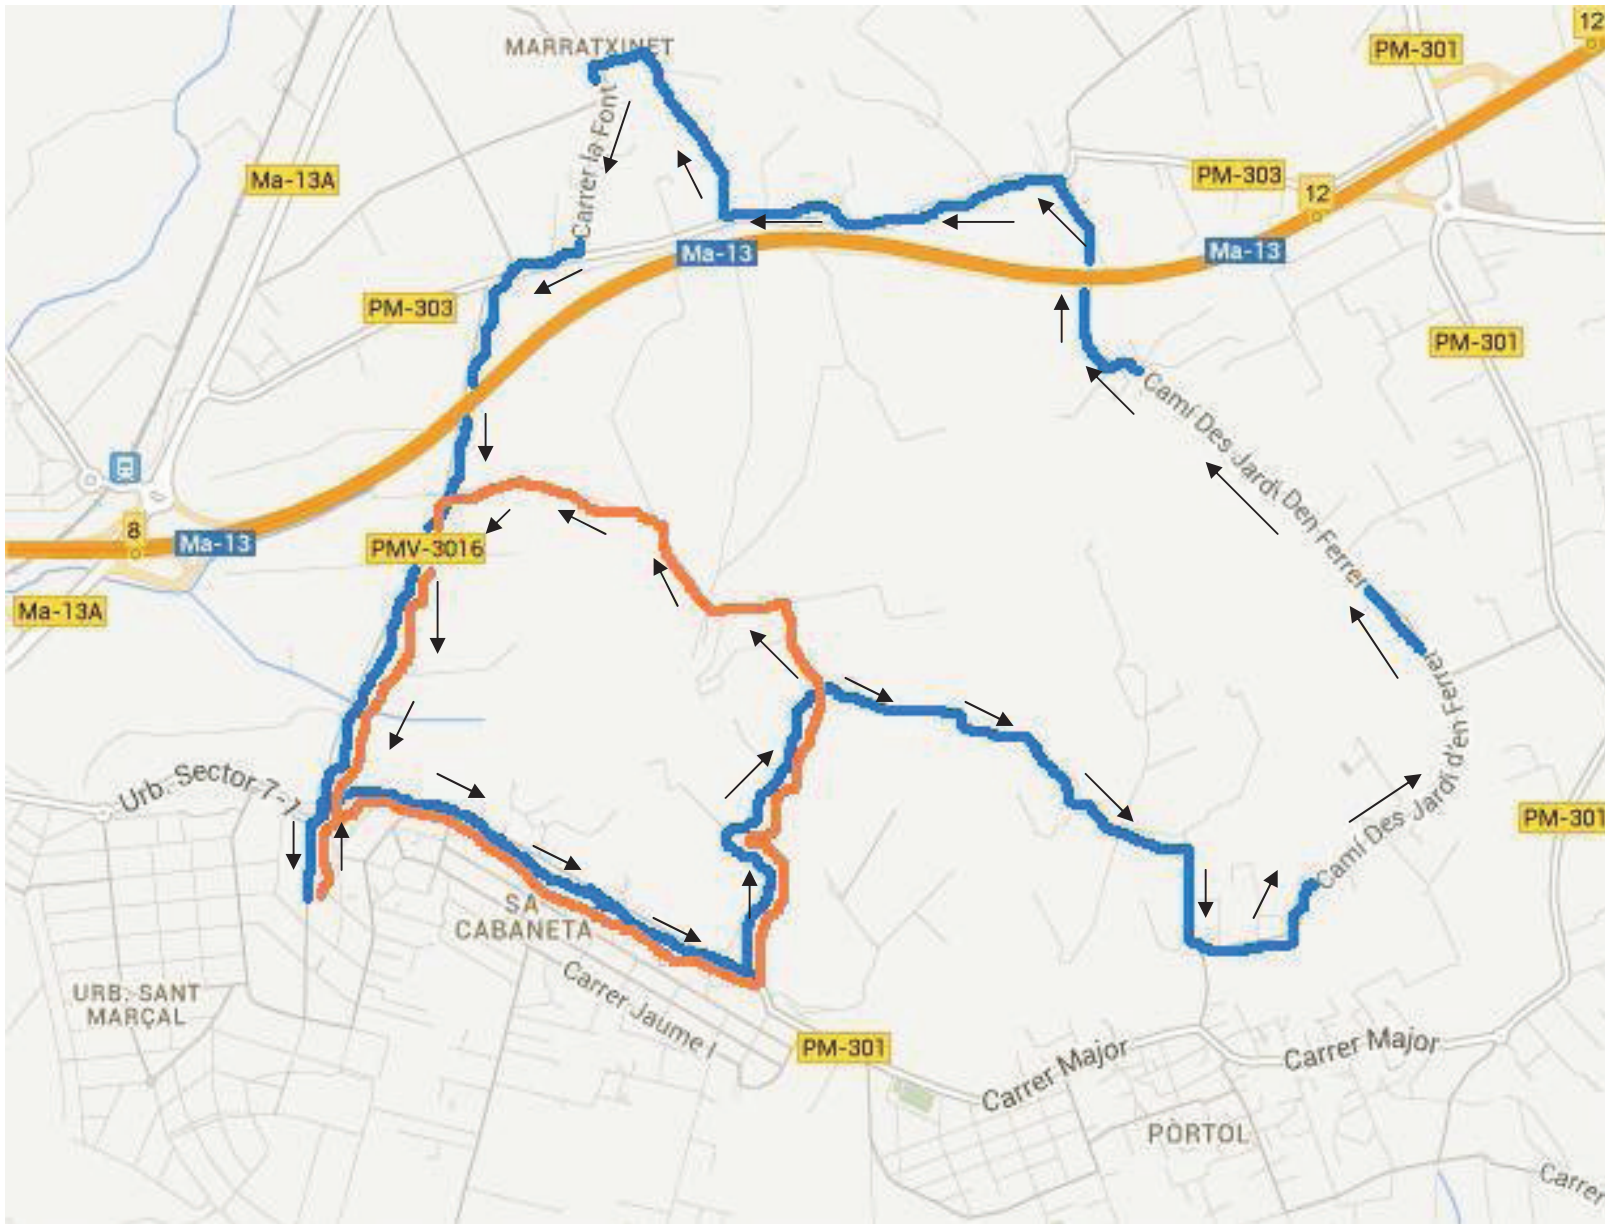 12
MARRATXINET
PM-301
Carrer la Font
Ma-13A
PM-303
12
Ma-13
Ma-13
PM-303
PM-301
Camí Des Jardí Den Ferrer
8
Ma-13
PMV-3016
Ma-13A
Camí Des Jardí d'en Ferrer
Urb. Sector 7-1
PM-301
SA
CABANETA
URB. SANT
MARÇAL
Carrer Jaume I
PM-301
Carrer Major
Carrer Major
PÒRTOL
Carrer